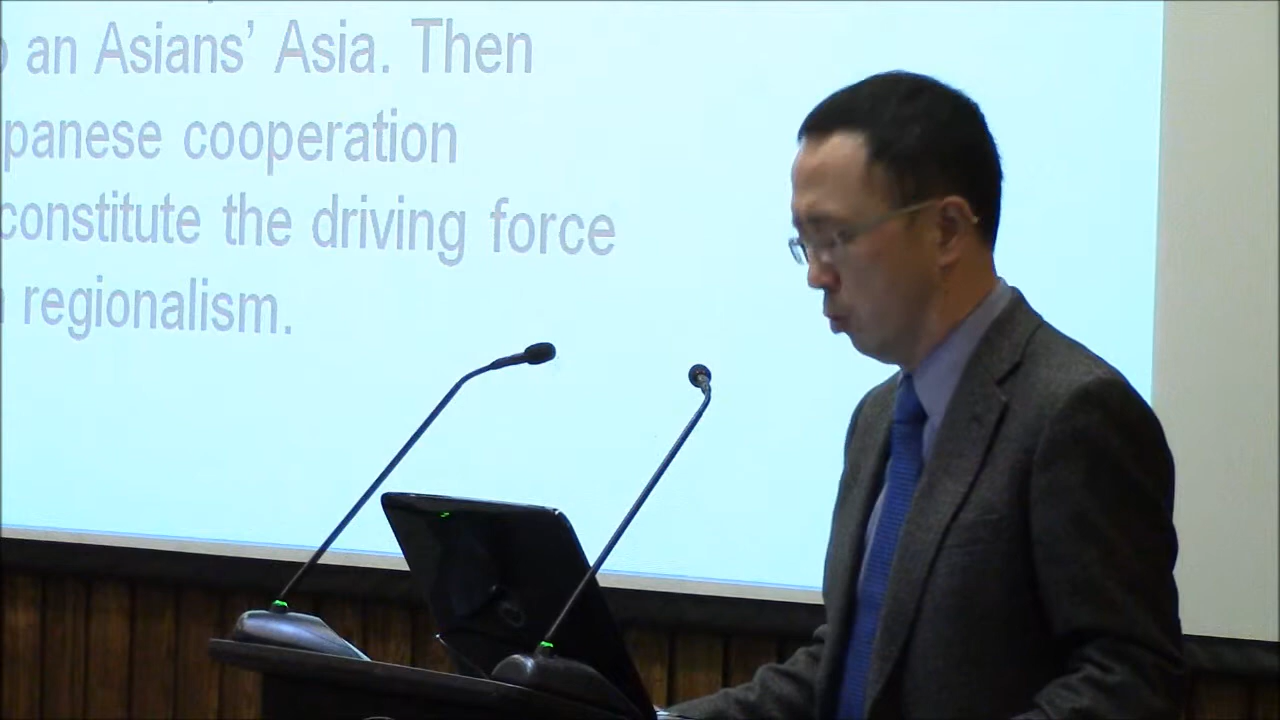 an Asians’ Asia. Then
panese cooperation
constitute the driving force
regionalism.